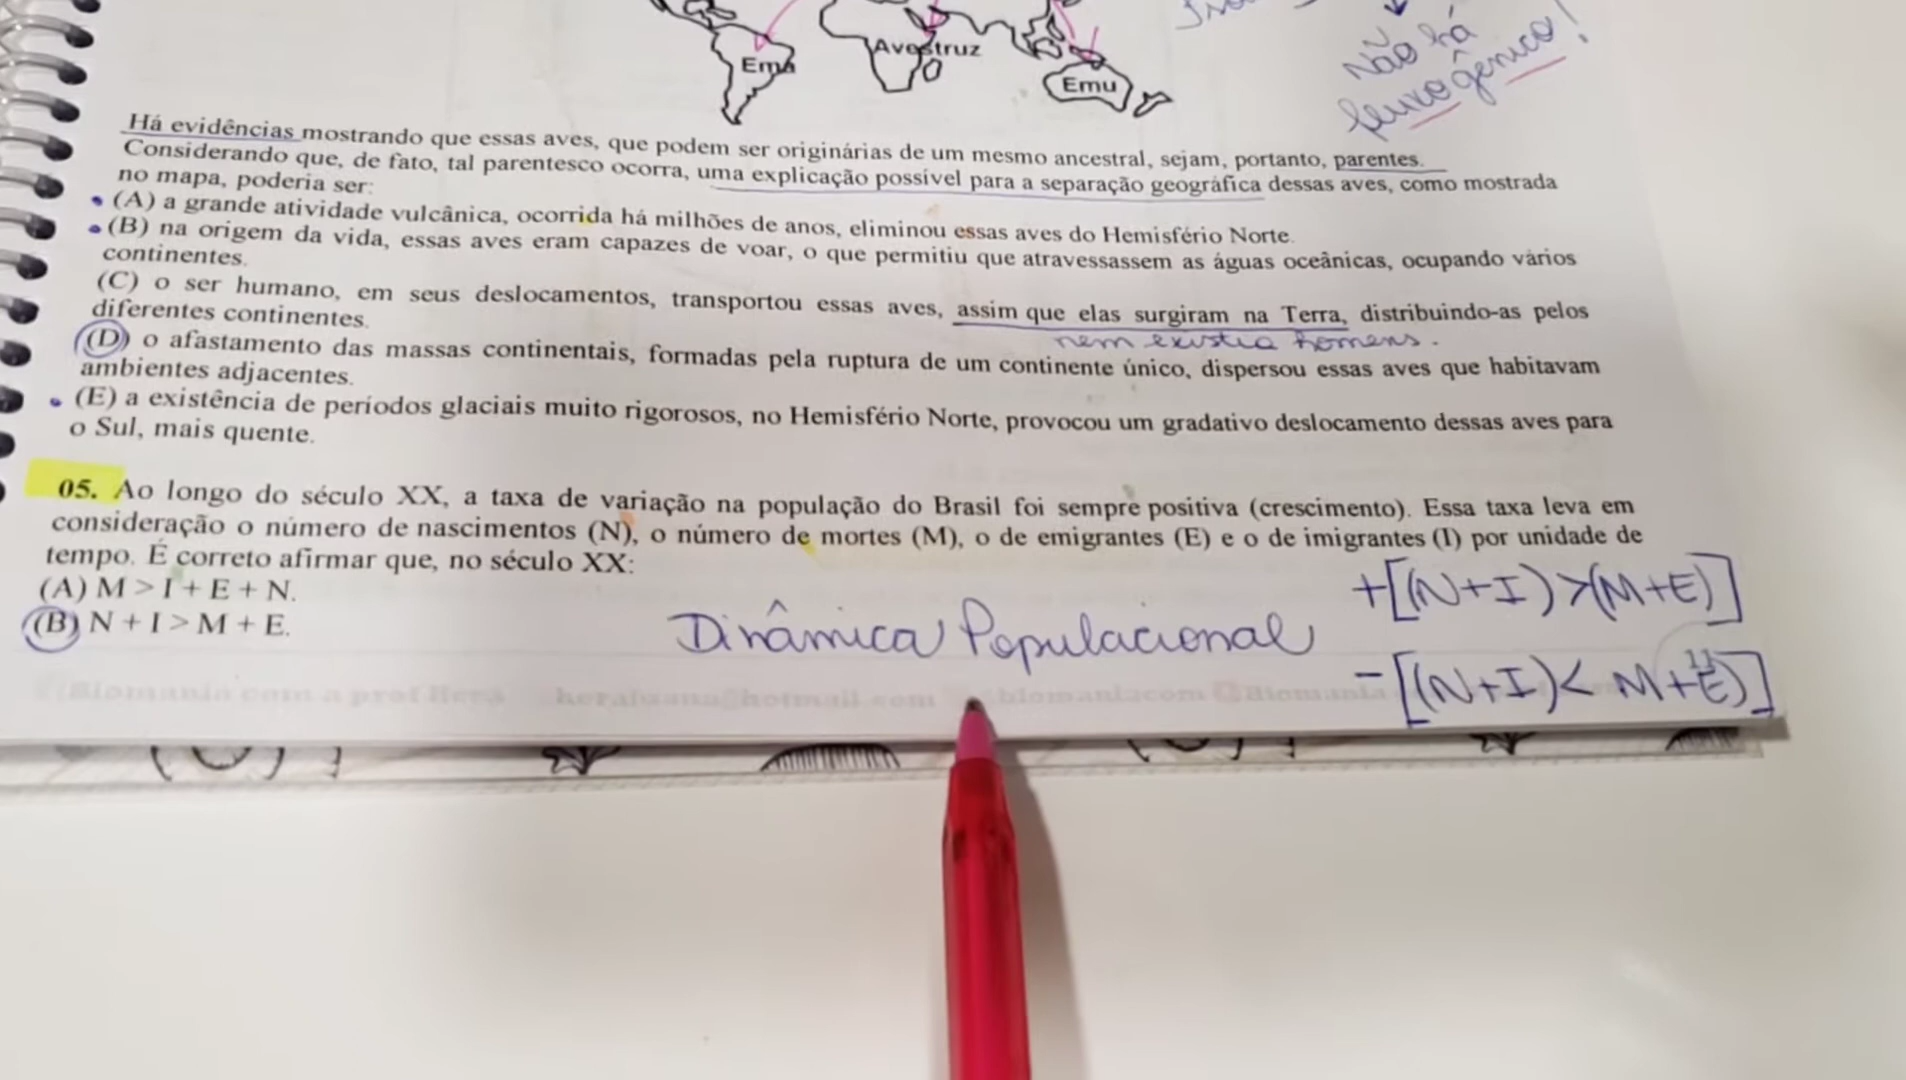 Não há
fluxo gênico!
Ema
Avestruz
Emu
Há evidências mostrando que essas aves, que podem ser originárias de um mesmo ancestral, sejam, portanto, parentes.
Considerando que, de fato, tal parentesco ocorra, uma explicação possível para a separação geográfica dessas aves, como mostrada
no mapa, poderia ser:
(A) a grande atividade vulcânica, ocorrida há milhões de anos, eliminou essas aves do Hemisfério Norte.
(B) na origem da vida, essas aves eram capazes de voar, o que permitiu que atravessassem as águas oceânicas, ocupando vários
continentes.
(C) o ser humano, em seus deslocamentos, transportou essas aves, assim que elas surgiram na Terra, distribuindo-as pelos
diferentes continentes.
nem existia homens.
(D) o afastamento das massas continentais, formadas pela ruptura de um continente único, dispersou essas aves que habitavam
ambientes adjacentes.
(E) a existência de períodos glaciais muito rigorosos, no Hemisfério Norte, provocou um gradativo deslocamento dessas aves para
o Sul, mais quente.
05. Ao longo do século XX, a taxa de variação na população do Brasil foi sempre positiva (crescimento). Essa taxa leva em
consideração o número de nascimentos (N), o número de mortes (M), o de emigrantes (E) e o de imigrantes (I) por unidade de
tempo. É correto afirmar que, no século XX:
(A) M > I + E + N.
(B) N + I > M + E.
+[(N+I)>(M+E)]
Dinâmica Populacional
-[(N+I)< M+E)]
11